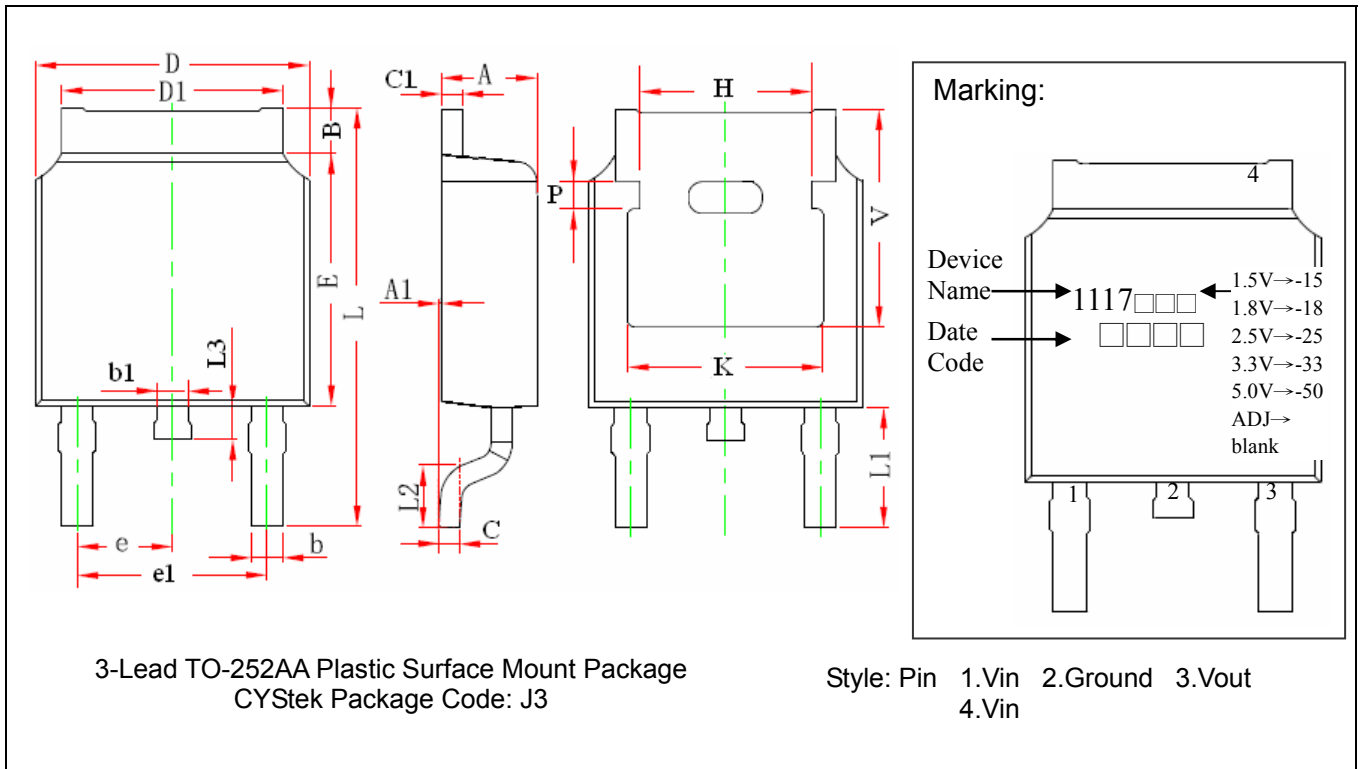 D
D1
B
E
L
L3
b1
e
b
e1
C1
A
A1
L2
C
H
P
V
K
L1
Marking:
4
Device
Name
1117□□□
Date
Code
□□□□
1.5V→-15
1.8V→-18
2.5V→-25
3.3V→-33
5.0V→-50
ADJ→
blank
1
2
3
3-Lead TO-252AA Plastic Surface Mount Package
CYStek Package Code: J3
Style: Pin 1.Vin 2.Ground 3.Vout
4.Vin